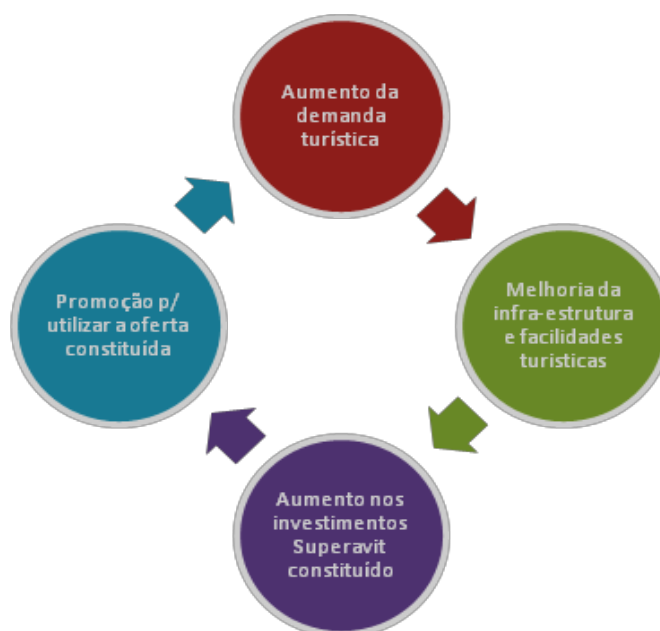 Aumento da
demanda
turística
Melhoria da
infra-estrutura
e facilidades
turisticas
Aumento nos
investimentos
Superavit
constituído
Promoção p/
utilizar a oferta
constituída